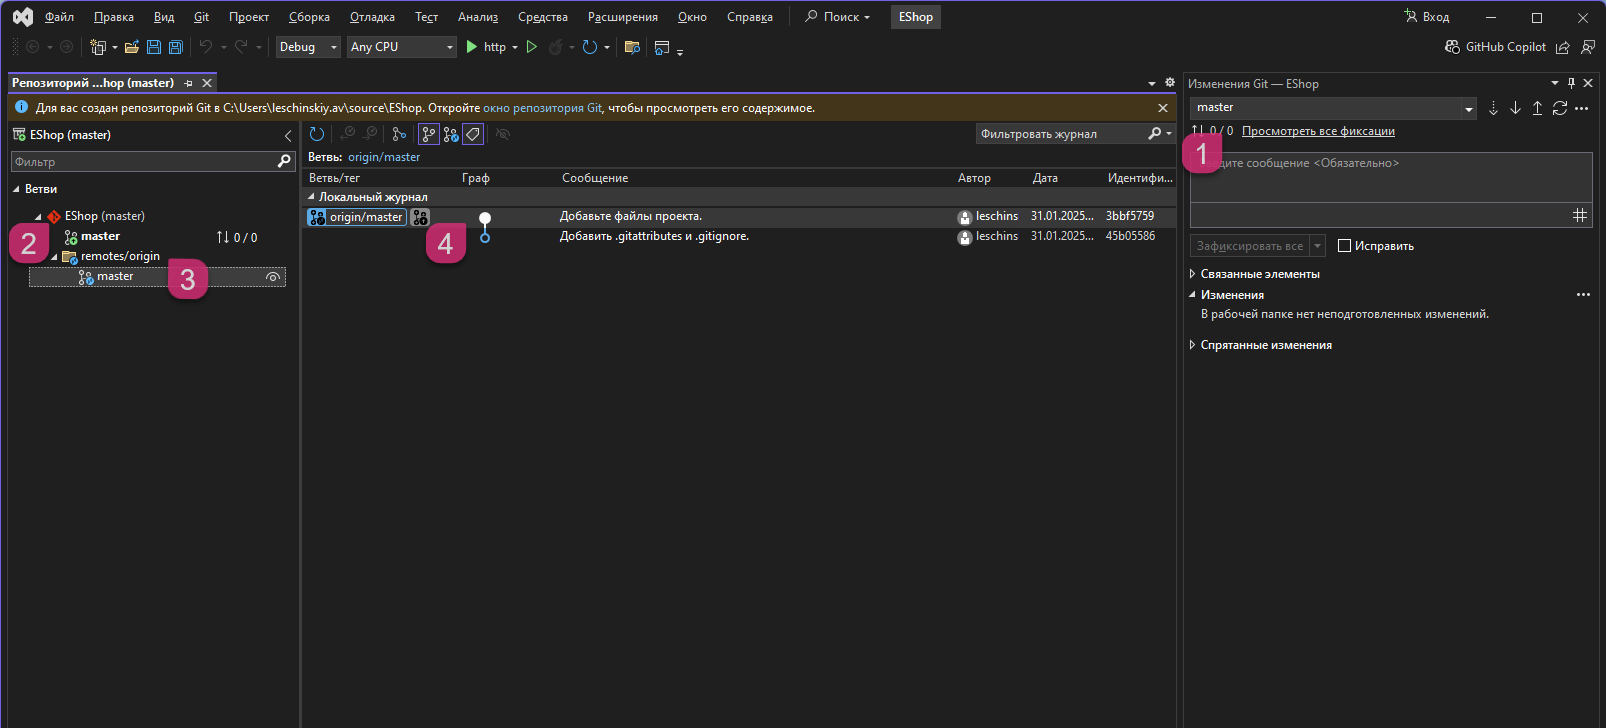 Файл Правка Вид Git Проект Сборка Отладка Тест Анализ Средства Расширения Окно Справка Поиск EShop Вход
Debug Any CPU http GitHub Copilot
Репозиторий ...hop (master)
Для вас создан репозиторий Git в C:\Users\leschinskiy.av\source\EShop. Откройте окно репозитория Git, чтобы просмотреть его содержимое.
EShop (master)
Фильтр
Ветви
EShop (master)
2
master 0 / 0
remotes/origin
master
3
Фильтровать журнал
Ветвь: origin/master
Ветвь/тег Граф Сообщение Автор Дата Идентифи...
Локальный журнал
origin/master Добавьте файлы проекта. leschins 31.01.2025... 3bbf5759
Добавить .gitattributes и .gitignore. leschins 31.01.2025... 45b05586
4
Изменения Git — EShop
master
0 / 0 Просмотреть все фиксации
1
сообщение <Обязательно>
Зафиксировать все Исправить
Связанные элементы
Изменения
В рабочей папке нет неподготовленных изменений.
Спрятанные изменения